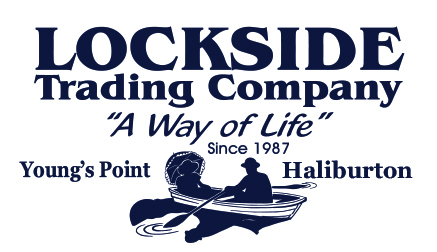 LOCKSIDE
Trading Company
“A Way of Life”
Since 1987
Young's Point Haliburton